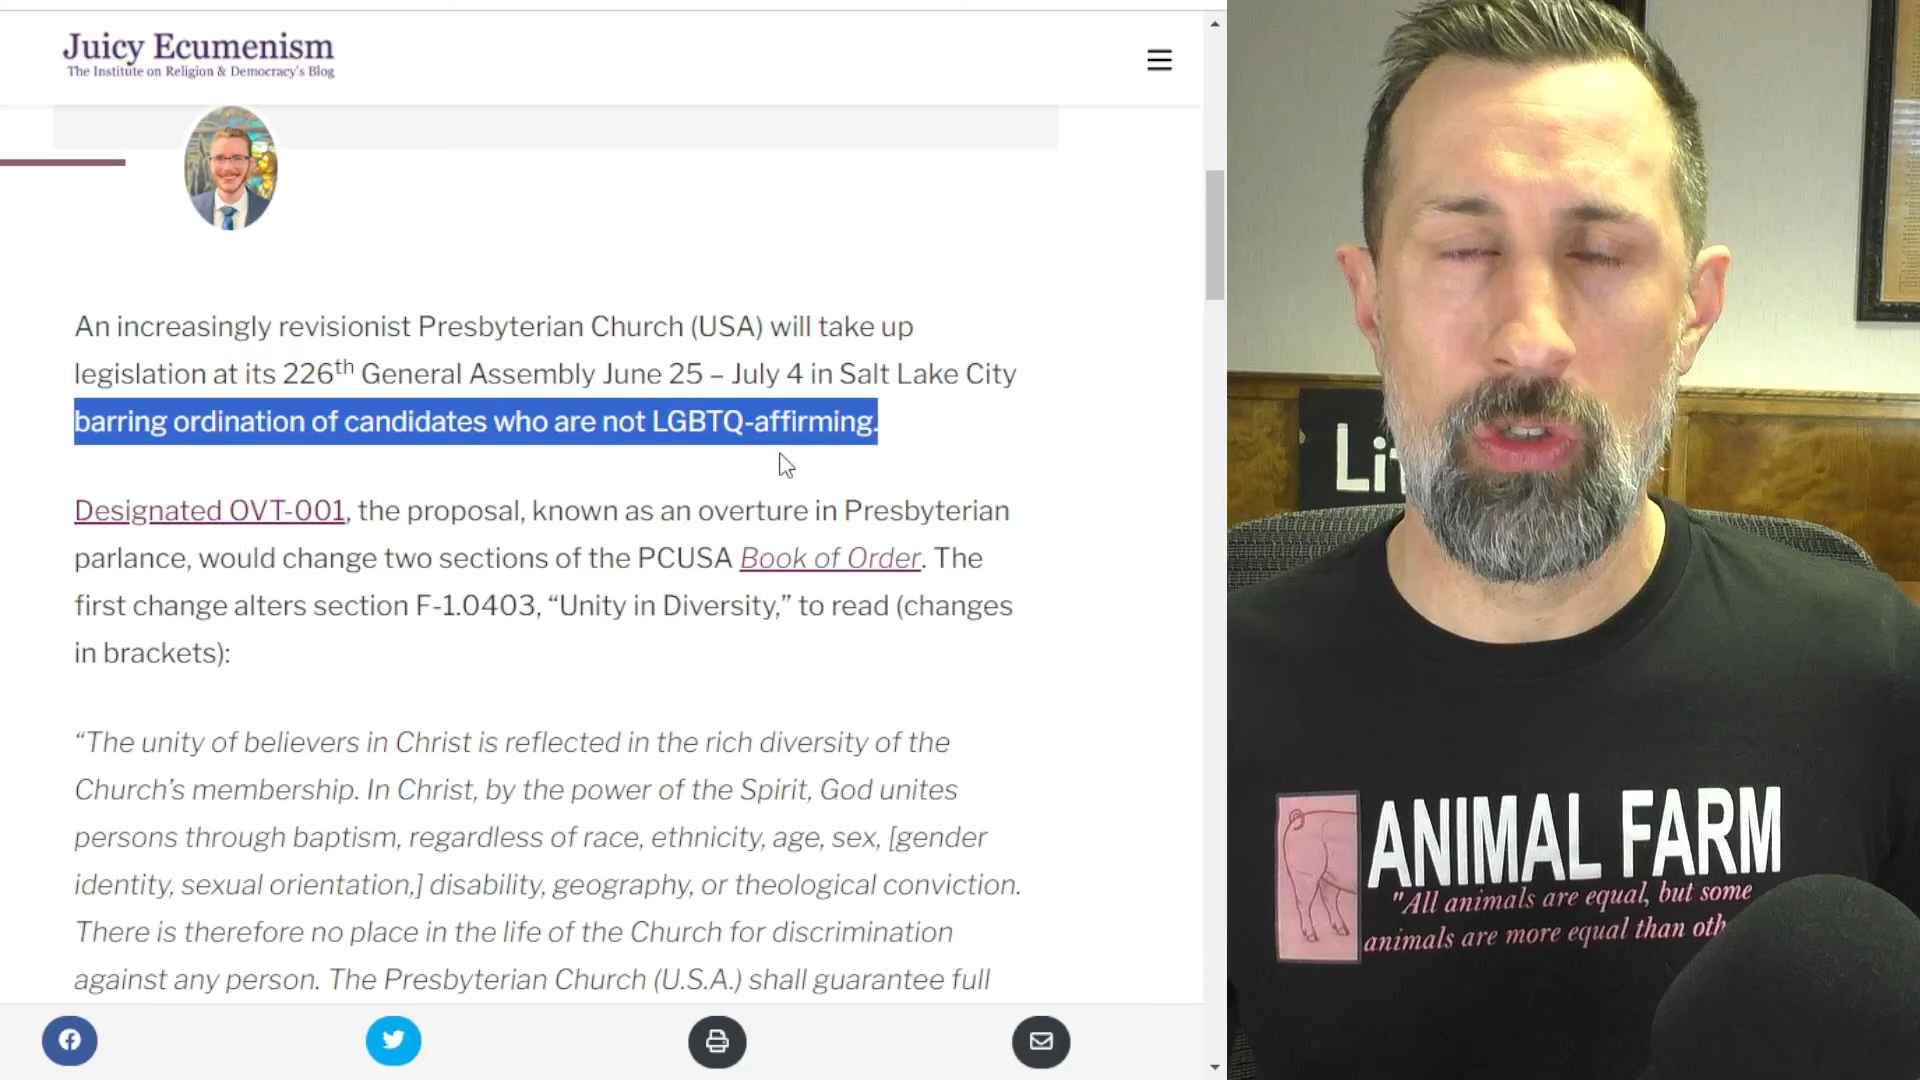 Juicy Ecumenism
The Institute on Religion & Democracy's Blog
An increasingly revisionist Presbyterian Church (USA) will take up
legislation at its 226th General Assembly June 25 – July 4 in Salt Lake City
barring ordination of candidates who are not LGBTQ-affirming.
Designated OVT-001, the proposal, known as an overture in Presbyterian
parlance, would change two sections of the PCUSA Book of Order. The
first change alters section F-1.0403, “Unity in Diversity,” to read (changes
in brackets):
“The unity of believers in Christ is reflected in the rich diversity of the
Church’s membership. In Christ, by the power of the Spirit, God unites
persons through baptism, regardless of race, ethnicity, age, sex, [gender
identity, sexual orientation,] disability, geography, or theological conviction.
There is therefore no place in the life of the Church for discrimination
against any person. The Presbyterian Church (U.S.A.) shall guarantee full
ANIMAL FARM
"All animals are equal, but some
animals are more equal than